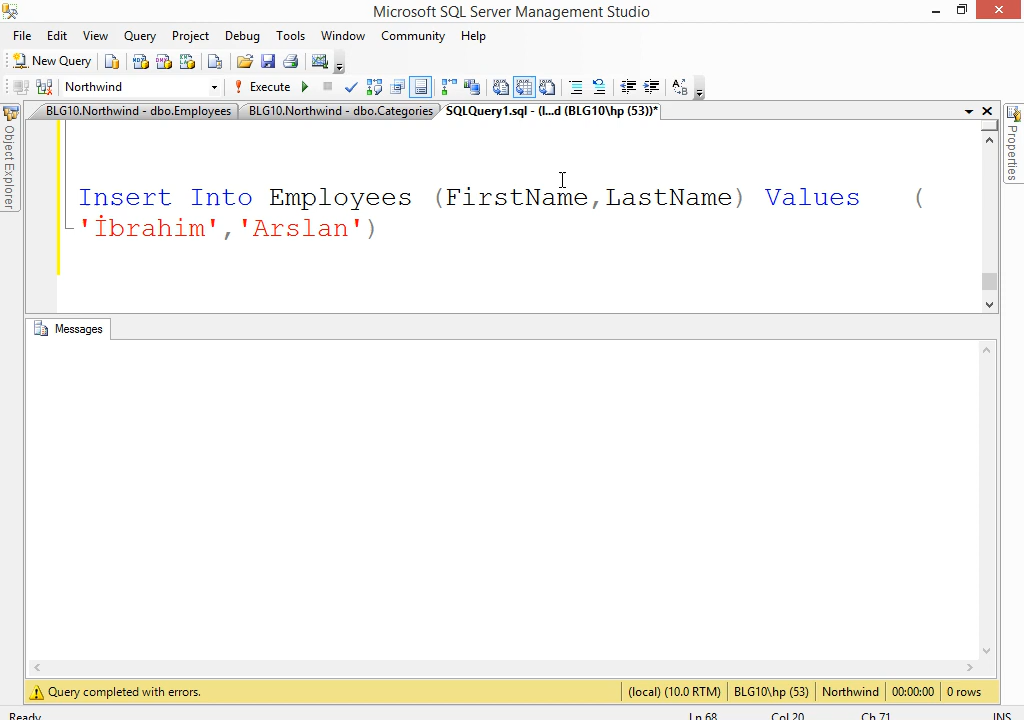 Microsoft SQL Server Management Studio
File Edit View Query Project Debug Tools Window Community Help
New Query
Northwind Execute
BLG10.Northwind - dbo.Employees BLG10.Northwind - dbo.Categories SQLQuery1.sql - (l...d (BLG10\hp (53))*
Object Explorer
Properties
Insert Into Employees (FirstName,LastName) Values (
'İbrahim','Arslan')
Messages
Query completed with errors. (local) (10.0 RTM) BLG10\hp (53) Northwind 00:00:00 0 rows
Ready Ln 68 Col 20 Ch 71 INS